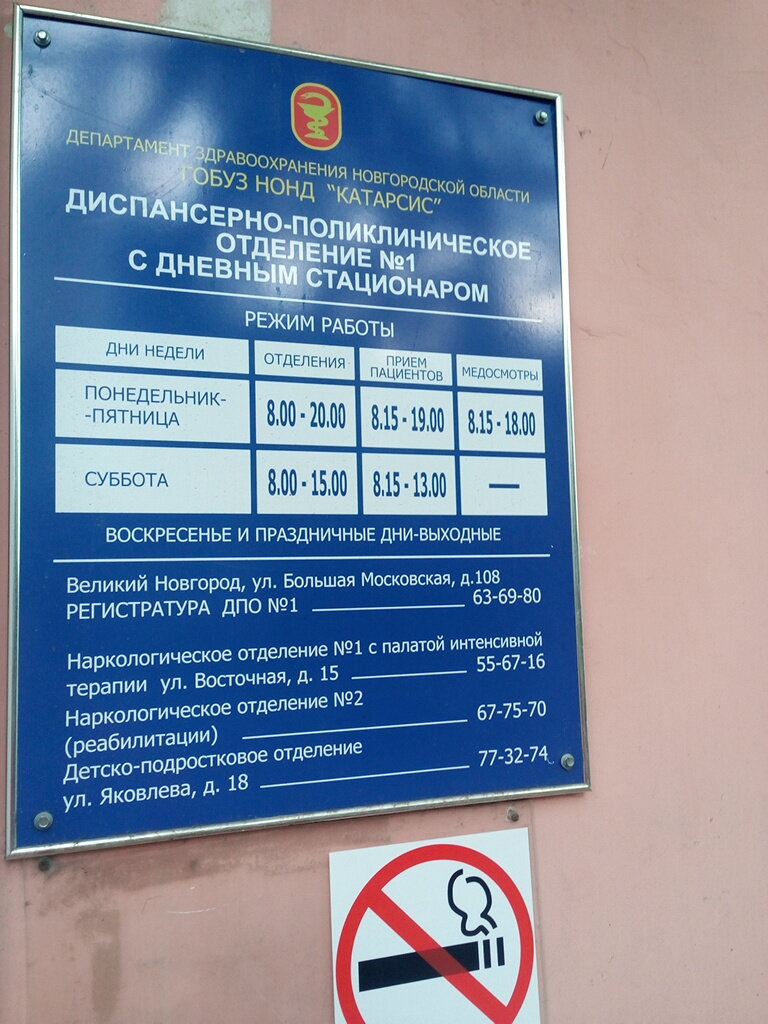 ДЕПАРТАМЕНТ ЗДРАВООХРАНЕНИЯ НОВГОРОДСКОЙ ОБЛАСТИ
ГОБУЗ НОНД "КАТАРСИС"
ДИСПАНСЕРНО-ПОЛИКЛИНИЧЕСКОЕ
ОТДЕЛЕНИЕ №1
С ДНЕВНЫМ СТАЦИОНАРОМ
РЕЖИМ РАБОТЫ
ДНИ НЕДЕЛИ ОТДЕЛЕНИЯ ПРИЕМ ПАЦИЕНТОВ МЕДОСМОТРЫ
ПОНЕДЕЛЬНИК-
-ПЯТНИЦА 8.00 - 20.00 8.15 - 19.00 8.15 - 18.00
СУББОТА 8.00 - 15.00 8.15 - 13.00 —
ВОСКРЕСЕНЬЕ И ПРАЗДНИЧНЫЕ ДНИ-ВЫХОДНЫЕ
Великий Новгород, ул. Большая Московская, д.108
РЕГИСТРАТУРА ДПО №1 63-69-80
Наркологическое отделение №1 с палатой интенсивной
терапии ул. Восточная, д. 15 55-67-16
Наркологическое отделение №2
(реабилитации) 67-75-70
Детско-подростковое отделение
ул. Яковлева, д. 18 77-32-74